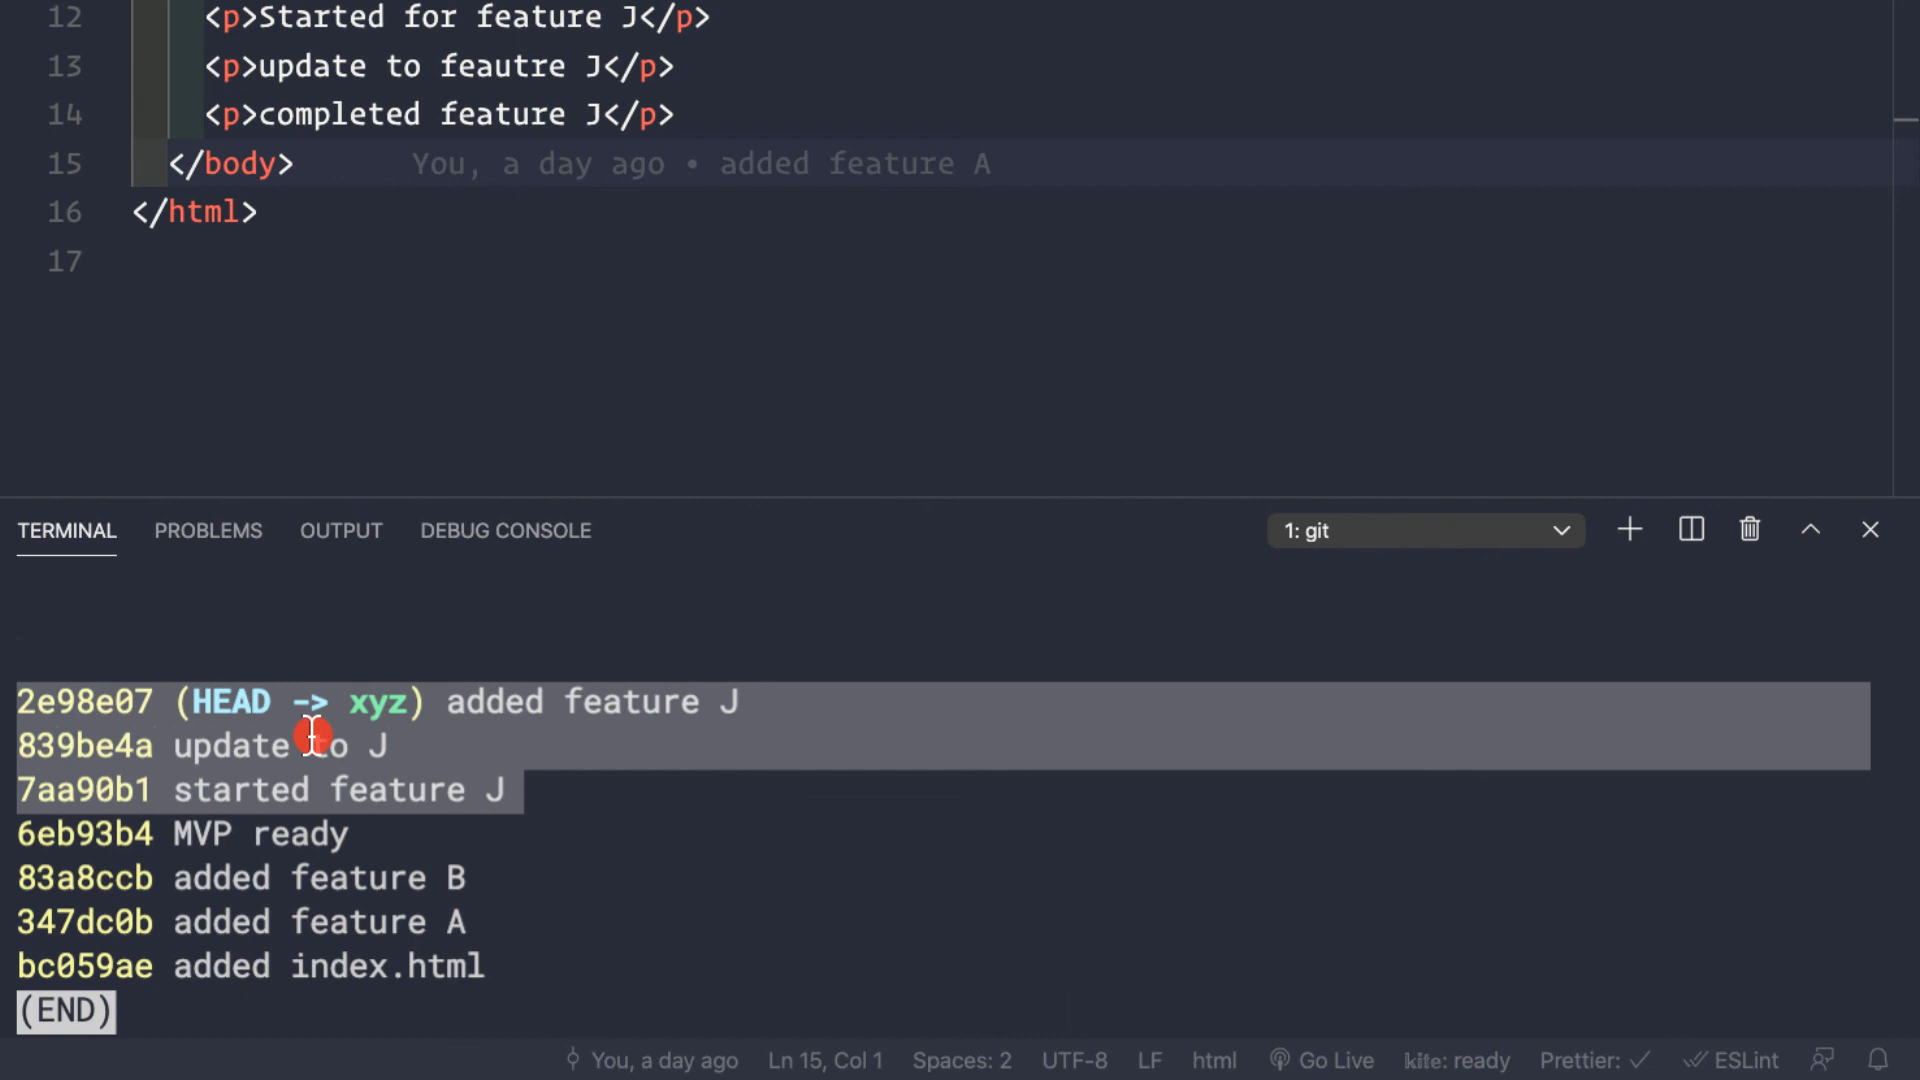 12 <p>Started for feature J</p>
13 <p>update to feautre J</p>
14 <p>completed feature J</p>
15 </body> You, a day ago • added feature A
16 </html>
17
TERMINAL PROBLEMS OUTPUT DEBUG CONSOLE 1: git
2e98e07 (HEAD -> xyz) added feature J
839be4a update to J
7aa90b1 started feature J
6eb93b4 MVP ready
83a8ccb added feature B
347dc0b added feature A
bc059ae added index.html
(END)
You, a day ago Ln 15, Col 1 Spaces: 2 UTF-8 LF html Go Live kite: ready Prettier: ✓ ESLint